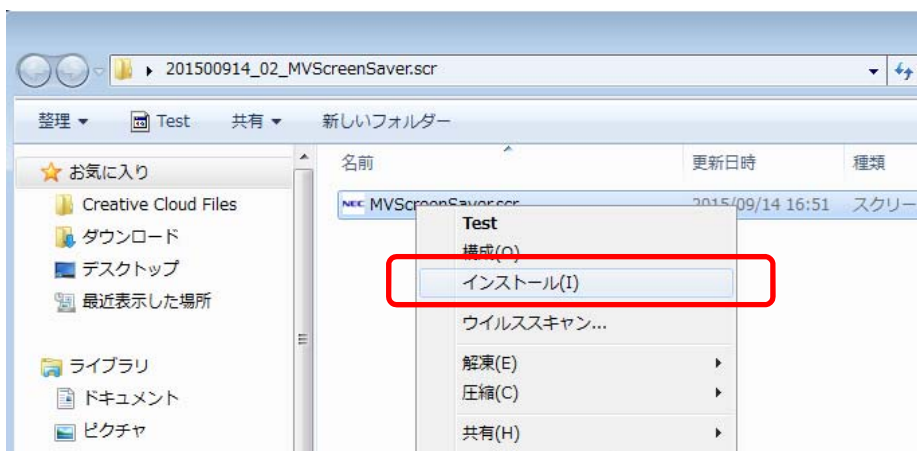 201500914_02_MVScreenSaver.scr
整理 Test 共有 新しいフォルダー
お気に入り
Creative Cloud Files
ダウンロード
デスクトップ
最近表示した場所
ライブラリ
ドキュメント
ピクチャ
名前 更新日時 種類
NEC MVScreenSaver.scr 2015/09/14 16:51 スクリー
Test
構成(O)
インストール(I)
ウイルススキャン...
解凍(E)
圧縮(C)
共有(H)